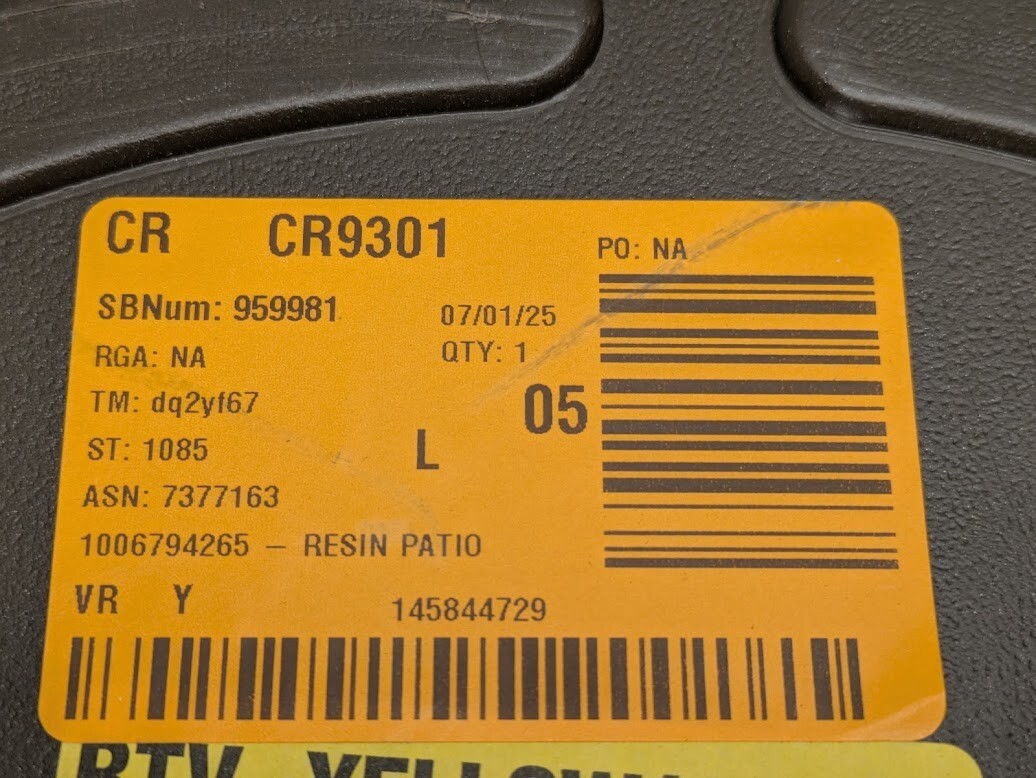 CR CR9301 PO: NA
SBNum: 959981 07/01/25
RGA: NA QTY: 1
TM: dq2yf67 05
ST: 1085 L
ASN: 7377163
1006794265 – RESIN PATIO
VR Y 145844729
RTV